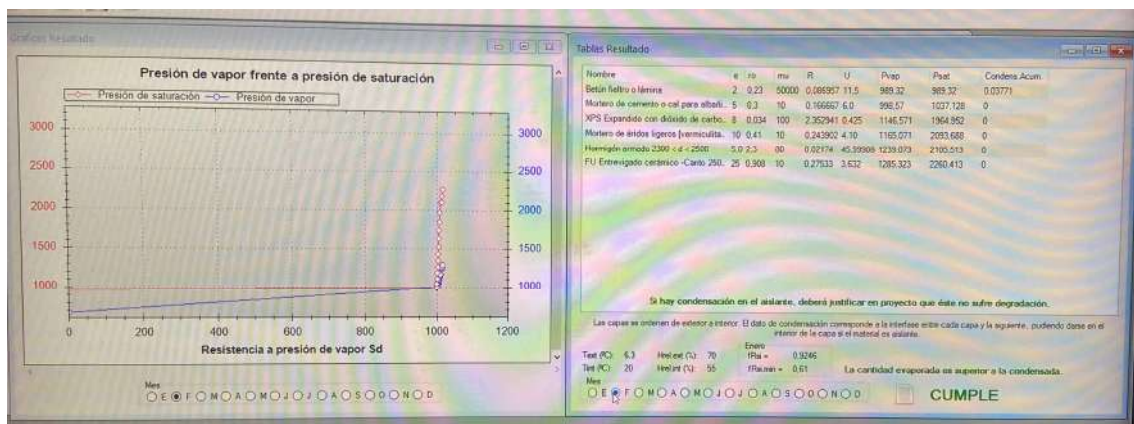 Graficos Resultado
Presión de vapor frente a presión de saturación
Presión de saturación Presión de vapor
3000 3000
2500 2500
2000 2000
1500 1500
1000 1000
0 200 400 600 800 1000 1200
Resistencia a presión de vapor Sd
Mes
E F M A M J J A S O N D
Tablas Resultado
Nombre e ro mu R U Pvap Psat Condens.Acum.
Betún fieltro o lámina 2 0,23 50000 0,086957 11.5 989,32 989,32 0.03771
Mortero de cemento o cal para albañi.. 5 0,3 10 0.166667 6.0 998,57 1037,128 0
XPS Expandido con dióxido de carbo.. 8 0,034 100 2.352941 0.425 1146,571 1964,952 0
Mortero de áridos ligeros [vermiculita.. 10 0,41 10 0.243902 4.10 1165,071 2093,688 0
Hormigón armado 2300 < d < 2500 5,0 2,3 80 0.02174 1239,073 2105,513 0
FU Entrevigado cerámico -Canto 250.. 25 0,908 10 0.27533 3.632 1285,323 2260,413 0
Si hay condensación en el aislante, deberá justificar en proyecto que éste no sufre degradación.
Las capas se ordenan de exterior a interior. El dato de condensación corresponde a la interfase entre cada capa y la siguiente, pudiendo darse en el
interior de la capa si el material es aislante.
Enero
Text (ºC): 6.3 Hrel ext (%): 70 fRsi = 0.9246
Tint (ºC): 20 Hrel int (%): 55 fRsi.min = 0,61 La cantidad evaporada es superior a la condensada.
Mes
E F M A M J J A S O N D CUMPLE